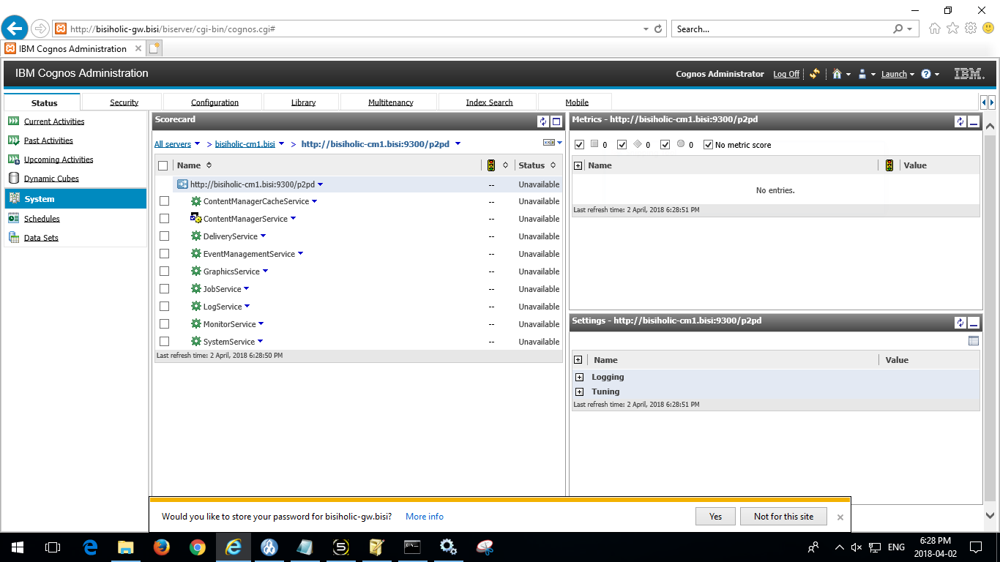 http://bisiholic-gw.bisi/biserver/cgi-bin/cognos.cgi#
Search...
IBM Cognos Administration
IBM Cognos Administration
Cognos Administrator Log Off Launch IBM.
Status Security Configuration Library Multitenancy Index Search Mobile
Current Activities
Past Activities
Upcoming Activities
Dynamic Cubes
System
Schedules
Data Sets
Scorecard
All servers > bisiholic-cm1.bisi > http://bisiholic-cm1.bisi:9300/p2pd
Name Status
http://bisiholic-cm1.bisi:9300/p2pd -- Unavailable
ContentManagerCacheService -- Unavailable
ContentManagerService -- Unavailable
DeliveryService -- Unavailable
EventManagementService -- Unavailable
GraphicsService -- Unavailable
JobService -- Unavailable
LogService -- Unavailable
MonitorService -- Unavailable
SystemService -- Unavailable
Last refresh time: 2 April, 2018 6:28:50 PM
Metrics - http://bisiholic-cm1.bisi:9300/p2pd
0 0 0 No metric score
Name Value
No entries.
Last refresh time: 2 April, 2018 6:28:51 PM
Settings - http://bisiholic-cm1.bisi:9300/p2pd
Name Value
Logging
Tuning
Last refresh time: 2 April, 2018 6:28:51 PM
Would you like to store your password for bisiholic-gw.bisi? More info Yes Not for this site
ENG
6:28 PM
2018-04-02